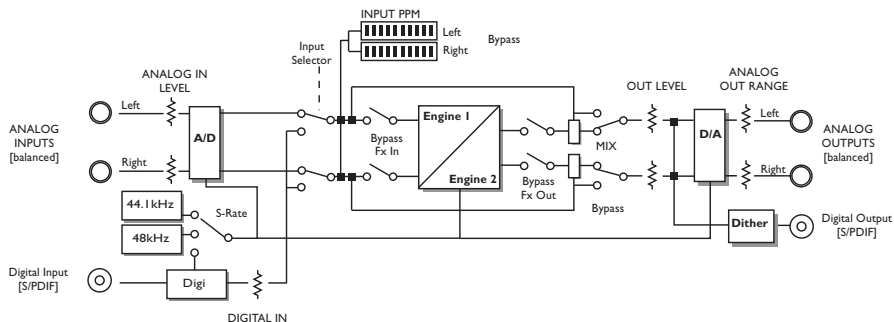 INPUT PPM
Left
Right
Bypass
Input
Selector
ANALOG IN
LEVEL
OUT LEVEL
ANALOG
OUT RANGE
Left
A/D
Engine 1
D/A
Left
ANALOG
INPUTS
[balanced]
Bypass
Fx In
MIX
ANALOG
OUTPUTS
[balanced]
Right
Engine 2
Bypass
Fx Out
Right
44.1kHz
S-Rate
Bypass
48kHz
Dither
Digital Output
[S/PDIF]
Digital Input
[S/PDIF]
Digi
DIGITAL IN